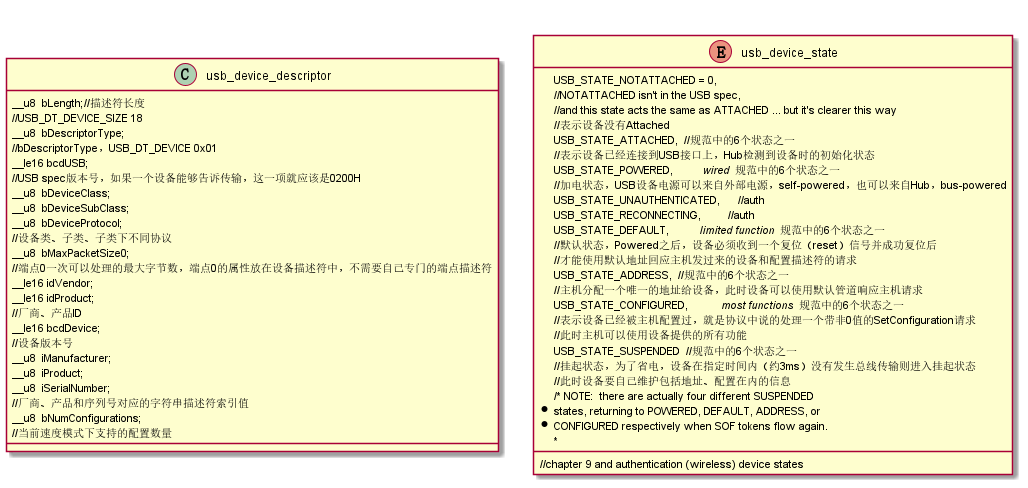 C usb_device_descriptor
__u8 bLength;//描述符长度
//USB_DT_DEVICE_SIZE 18
__u8 bDescriptorType;
//bDescriptorType，USB_DT_DEVICE 0x01
__le16 bcdUSB;
//USB spec版本号，如果一个设备能够告诉传输，这一项就应该是0200H
__u8 bDeviceClass;
__u8 bDeviceSubClass;
__u8 bDeviceProtocol;
//设备类、子类、子类下不同协议
__u8 bMaxPacketSize0;
//端点0一次可以处理的最大字节数，端点0的属性放在设备描述符中，不需要自己专门的端点描述符
__le16 idVendor;
__le16 idProduct;
//厂商、产品ID
__le16 bcdDevice;
//设备版本号
__u8 iManufacturer;
__u8 iProduct;
__u8 iSerialNumber;
//厂商、产品和序列号对应的字符串描述符索引值
__u8 bNumConfigurations;
//当前速度模式下支持的配置数量
E usb_device_state
USB_STATE_NOTATTACHED = 0,
//NOTATTACHED isn't in the USB spec,
//and this state acts the same as ATTACHED ... but it's clearer this way
//表示设备没有Attached
USB_STATE_ATTACHED, //规范中的6个状态之一
//表示设备已经连接到USB接口上，Hub检测到设备时的初始化状态
USB_STATE_POWERED, wired 规范中的6个状态之一
//加电状态，USB设备电源可以来自外部电源，self-powered，也可以来自Hub，bus-powered
USB_STATE_UNAUTHENTICATED, //auth
USB_STATE_RECONNECTING, //auth
USB_STATE_DEFAULT, limited function 规范中的6个状态之一
//默认状态，Powered之后，设备必须收到一个复位（reset）信号并成功复位后
//才能使用默认地址回应主机发过来的设备和配置描述符的请求
USB_STATE_ADDRESS, //规范中的6个状态之一
//主机分配一个唯一的地址给设备，此时设备可以使用默认管道响应主机请求
USB_STATE_CONFIGURED, most functions 规范中的6个状态之一
//表示设备已经被主机配置过，就是协议中说的处理一个带非0值的SetConfiguration请求
//此时主机可以使用设备提供的所有功能
USB_STATE_SUSPENDED //规范中的6个状态之一
//挂起状态，为了省电，设备在指定时间内（约3ms）没有发生总线传输则进入挂起状态
//此时设备要自己维护包括地址、配置在内的信息
/* NOTE: there are actually four different SUSPENDED
● states, returning to POWERED, DEFAULT, ADDRESS, or
● CONFIGURED respectively when SOF tokens flow again.
*
//chapter 9 and authentication (wireless) device states